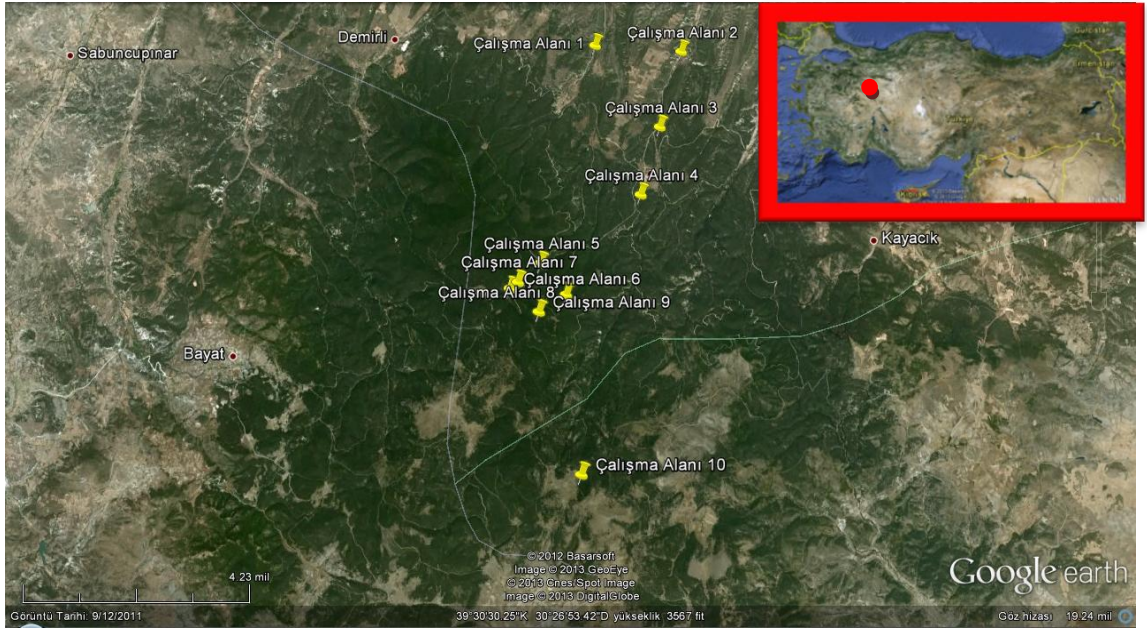 Demirli
Sabuncupınar
Çalışma Alanı 1
Çalışma Alanı 2
Çalışma Alanı 3
Çalışma Alanı 4
Kayacık
Çalışma Alanı 5
Çalışma Alanı 7
Çalışma Alanı 6
Çalışma Alanı 8
Çalışma Alanı 9
Bayat
Çalışma Alanı 10
© 2012 Basarsoft
Image © 2013 GeoEye
© 2013 Cnes/Spot Image
Image © 2013 DigitalGlobe
Google earth
4.23 mil
Görüntü Tarihi: 9/12/2011
39°30'30.25"K 30°26'53.42"D yükseklik 3567 fit
Göz hizası 19.24 mil